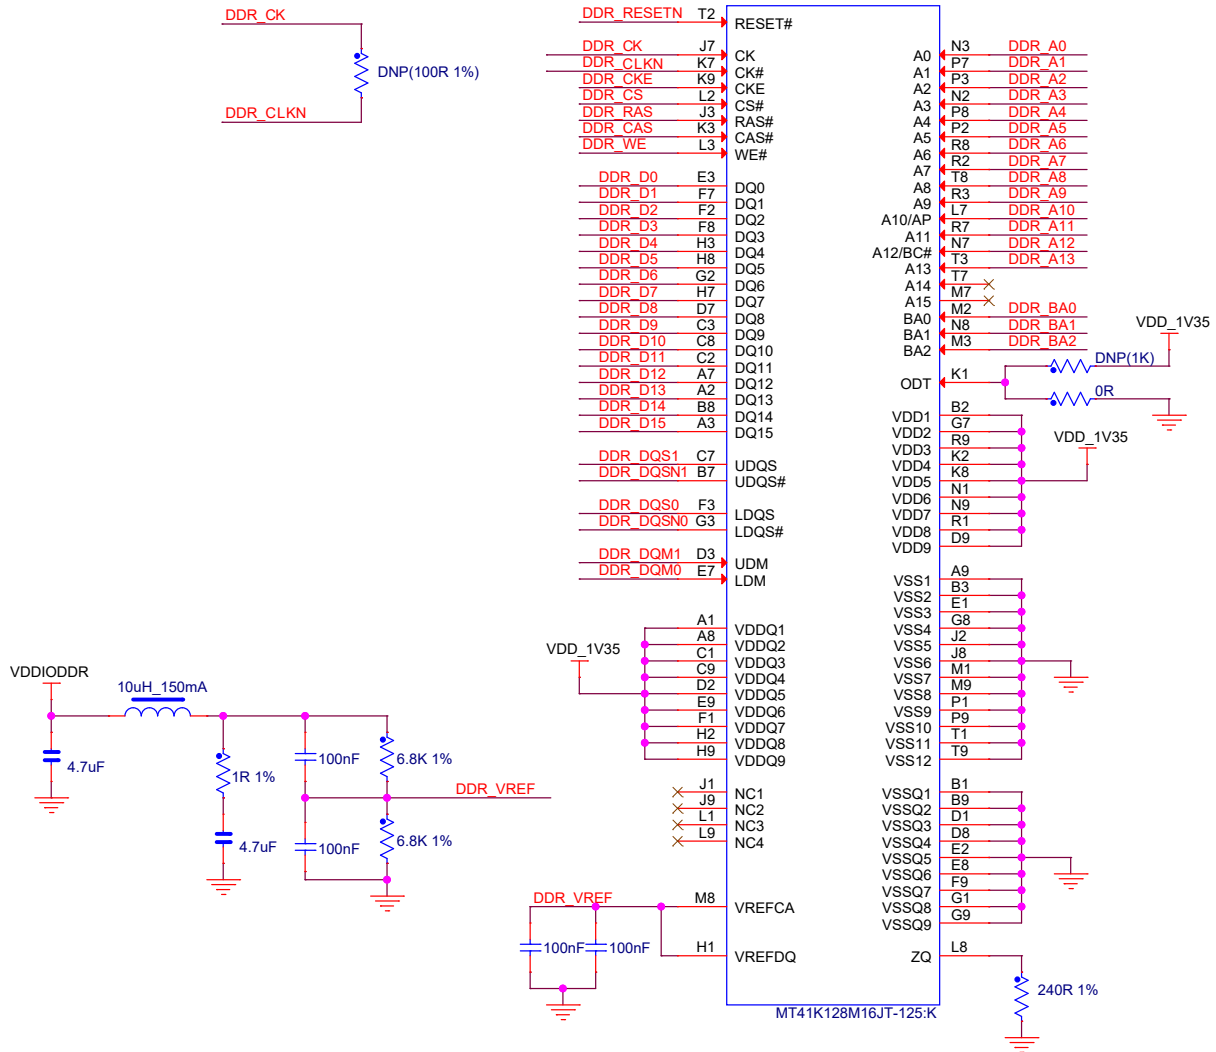 DDR_CK
DDR_CLKN
DNP(100R 1%)
DDR_RESETN T2 RESET#
DDR_CK J7 CK
DDR_CLKN K7 CK#
DDR_CKE K9 CKE
DDR_CS L2 CS#
DDR_RAS J3 RAS#
DDR_CAS K3 CAS#
DDR_WE L3 WE#
DDR_D0 E3 DQ0
DDR_D1 F7 DQ1
DDR_D2 F2 DQ2
DDR_D3 F8 DQ3
DDR_D4 H3 DQ4
DDR_D5 H8 DQ5
DDR_D6 G2 DQ6
DDR_D7 H7 DQ7
DDR_D8 D7 DQ8
DDR_D9 C3 DQ9
DDR_D10 C8 DQ10
DDR_D11 C2 DQ11
DDR_D12 A7 DQ12
DDR_D13 A2 DQ13
DDR_D14 B8 DQ14
DDR_D15 A3 DQ15
DDR_DQS1 C7 UDQS
DDR_DQSN1 B7 UDQS#
DDR_DQS0 F3 LDQS
DDR_DQSN0 G3 LDQS#
DDR_DQM1 D3 UDM
DDR_DQM0 E7 LDM
VDD_1V35
A1 VDDQ1
A8 VDDQ2
C1 VDDQ3
C9 VDDQ4
D2 VDDQ5
E9 VDDQ6
F1 VDDQ7
H2 VDDQ8
H9 VDDQ9
J1 NC1
J9 NC2
L1 NC3
L9 NC4
DDR_VREF
M8 VREFCA
H1 VREFDQ
100nF
100nF
A0 N3 DDR_A0
A1 P7 DDR_A1
A2 P3 DDR_A2
A3 N2 DDR_A3
A4 P8 DDR_A4
A5 P2 DDR_A5
A6 R8 DDR_A6
A7 R2 DDR_A7
A8 T8 DDR_A8
A9 R3 DDR_A9
A10/AP L7 DDR_A10
A11 R7 DDR_A11
A12/BC# N7 DDR_A12
A13 T3 DDR_A13
A14 T7
A15 M7
BA0 M2 DDR_BA0
BA1 N8 DDR_BA1
BA2 M3 DDR_BA2
VDD_1V35
DNP(1K)
ODT K1
0R
VDD1 B2
VDD2 G7
VDD3 R9
VDD4 K2
VDD5 K8
VDD6 N1
VDD7 N9
VDD8 R1
VDD9 D9
VDD_1V35
VSS1 A9
VSS2 B3
VSS3 E1
VSS4 G8
VSS5 J2
VSS6 J8
VSS7 M1
VSS8 M9
VSS9 P1
VSS10 P9
VSS11 T1
VSS12 T9
VSSQ1 B1
VSSQ2 B9
VSSQ3 D1
VSSQ4 D8
VSSQ5 E2
VSSQ6 E8
VSSQ7 F9
VSSQ8 G1
VSSQ9 G9
ZQ L8
240R 1%
MT41K128M16JT-125:K
VDDIODDR
10uH_150mA
4.7uF
1R 1%
4.7uF
100nF
6.8K 1%
DDR_VREF
100nF
6.8K 1%